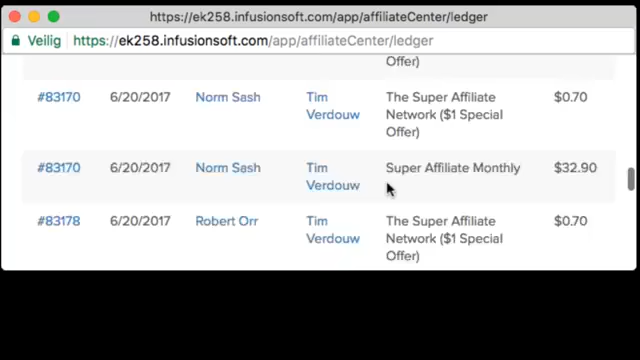 https://ek258.infusionsoft.com/app/affiliateCenter/ledger
Veilig https://ek258.infusionsoft.com/app/affiliateCenter/ledger
Offer)
#83170 6/20/2017 Norm Sash Tim The Super Affiliate $0.70
Verdouw Network ($1 Special
Offer)
#83170 6/20/2017 Norm Sash Tim Super Affiliate Monthly $32.90
Verdouw
#83178 6/20/2017 Robert Orr Tim The Super Affiliate $0.70
Verdouw Network ($1 Special
Offer)